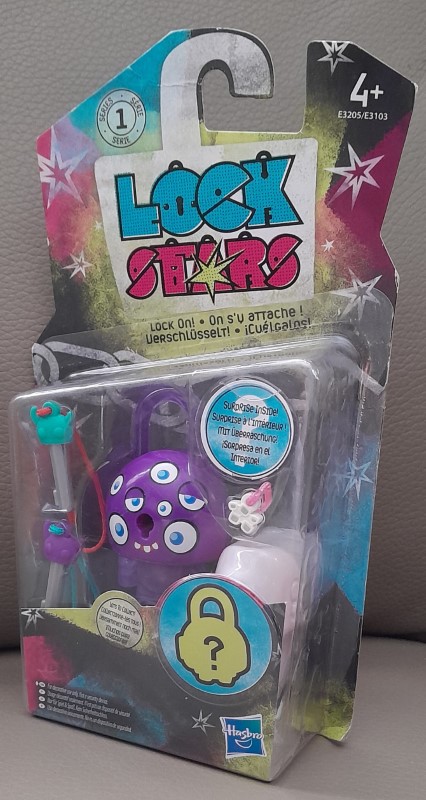 SERIES • SÉRIE
1
SÉRIE
4+
E3205/E3103
LOCK
STARS
LOCK ON! • ON S'Y ATTACHE !
VERSCHLÜSSELT! • ¡CUÉLGALOS!
SURPRISE INSIDE!
SURPRISE À L'INTÉRIEUR !
MIT ÜBERRASCHUNG!
¡SORPRESA EN EL
INTERIOR!
?
Hasbro